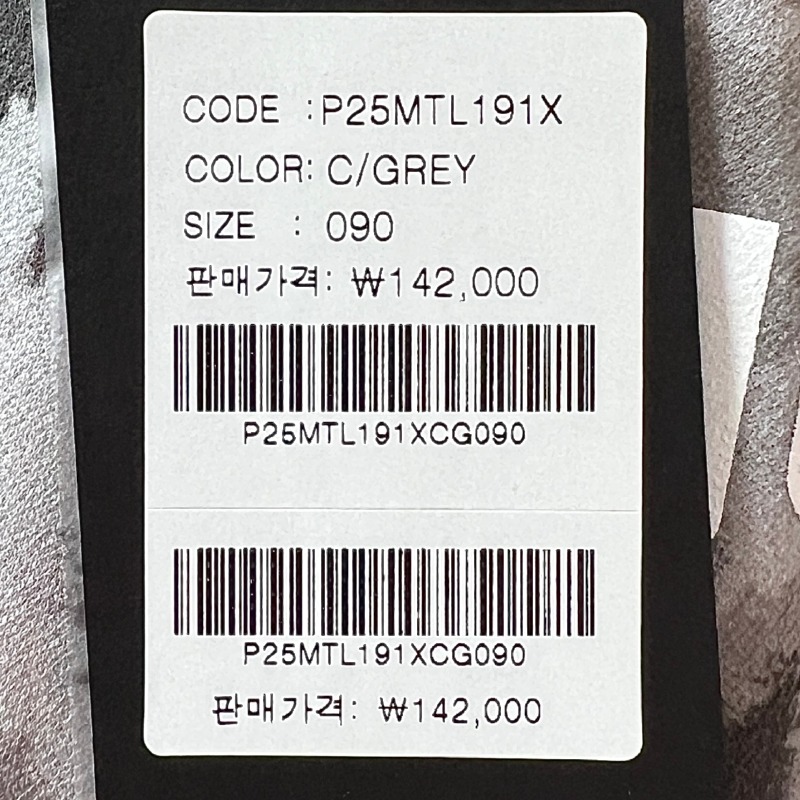 CODE :P25MTL191X
COLOR: C/GREY
SIZE : 090
판매가격: ₩142,000
P25MTL191XCG090
P25MTL191XCG090
판매가격: ₩142,000